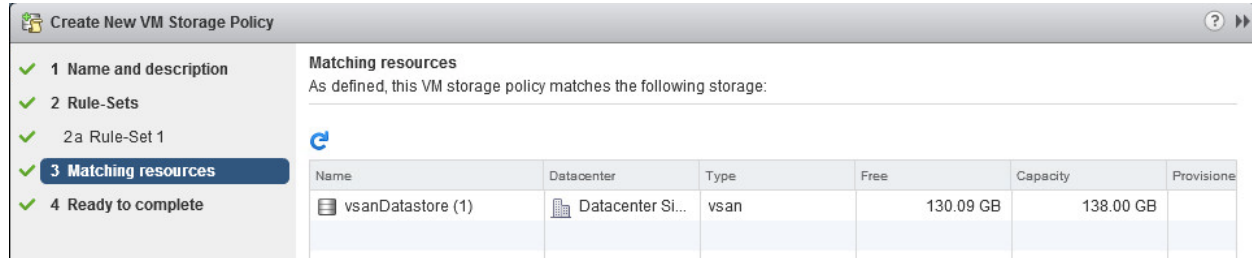 Create New VM Storage Policy ?
1 Name and description
2 Rule-Sets
2a Rule-Set 1
3 Matching resources
4 Ready to complete
Matching resources
As defined, this VM storage policy matches the following storage:
Name Datacenter Type Free Capacity Provisione
vsanDatastore (1) Datacenter Si... vsan 130.09 GB 138.00 GB